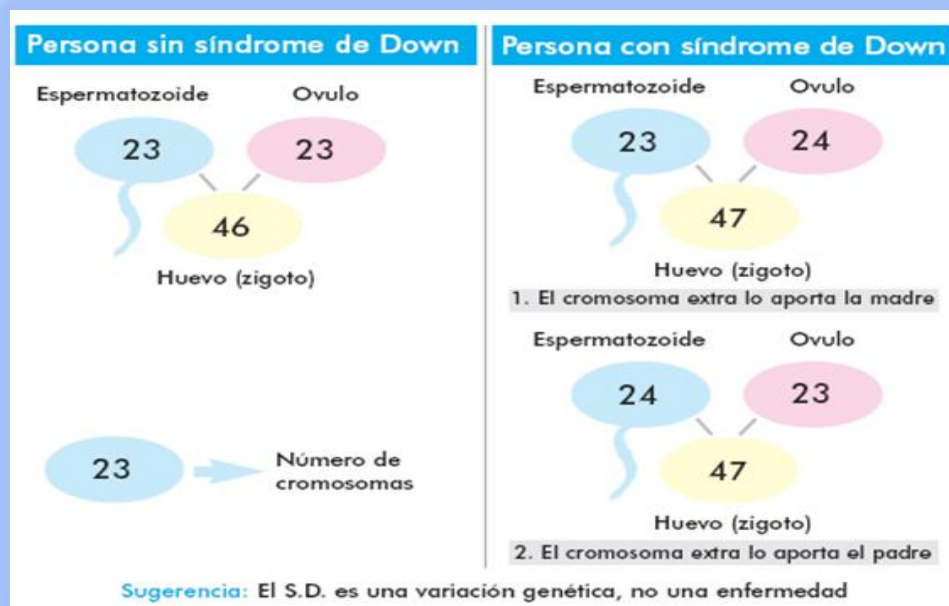 Persona sin síndrome de Down
Espermatozoide Ovulo
23 23
46
Huevo (zigoto)
23
Número de
cromosomas
Persona con síndrome de Down
Espermatozoide Ovulo
23 24
47
Huevo (zigoto)
1. El cromosoma extra lo aporta la madre
Espermatozoide Ovulo
24 23
47
Huevo (zigoto)
2. El cromosoma extra lo aporta el padre
Sugerencia: El S.D. es una variación genética, no una enfermedad